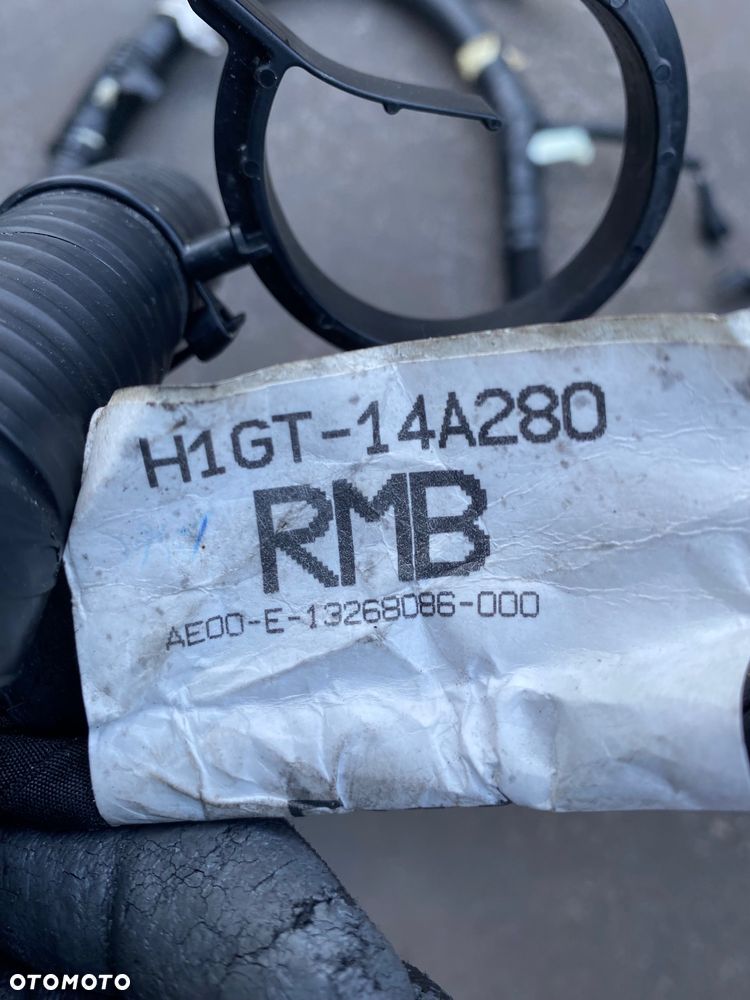 H1GT-14A280
RMB
AE00-E-13268086-000
OTOMOTO